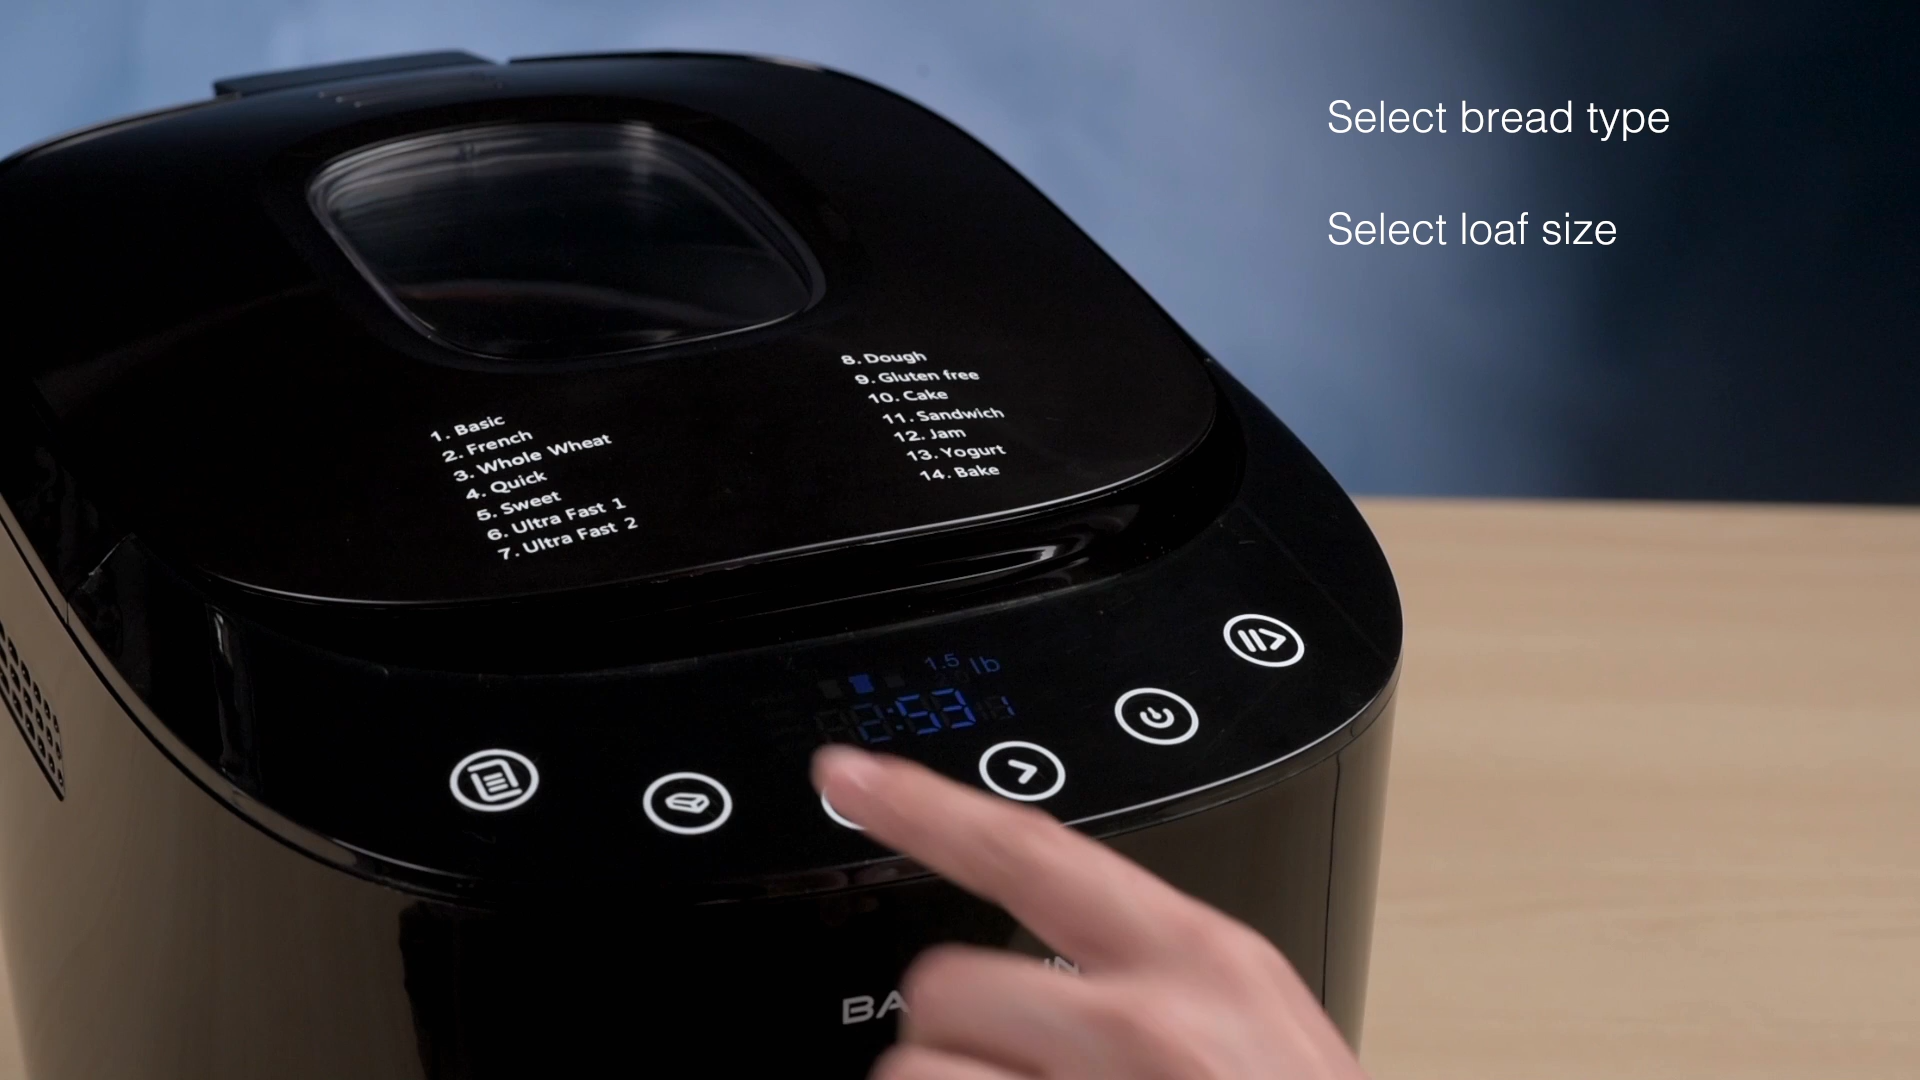 Select bread type
Select loaf size
1. Basic
2. French
3. Whole Wheat
4. Quick
5. Sweet
6. Ultra Fast 1
7. Ultra Fast 2
8. Dough
9. Gluten free
10. Cake
11. Sandwich
12. Jam
13. Yogurt
14. Bake
1.5 lb
2:53 1